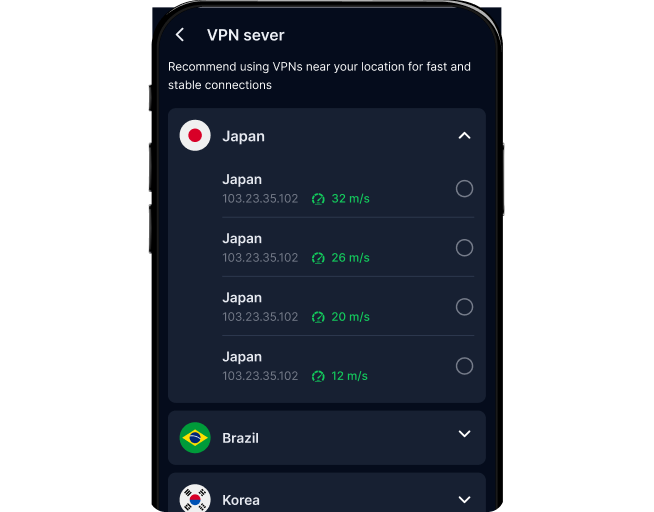 VPN sever
Recommend using VPNs near your location for fast and
stable connections
Japan
Japan
103.23.35.102 32 m/s
Japan
103.23.35.102 26 m/s
Japan
103.23.35.102 20 m/s
Japan
103.23.35.102 12 m/s
Brazil
Korea